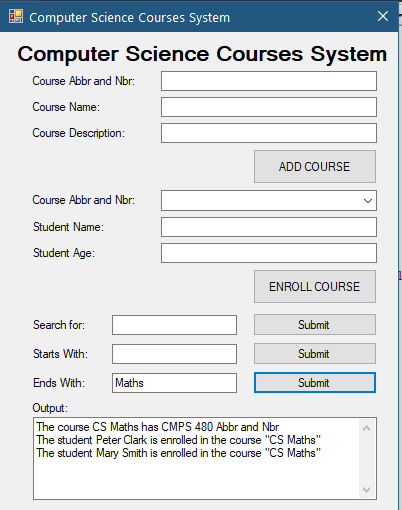 Computer Science Courses System
Computer Science Courses System
Course Abbr and Nbr:
Course Name:
Course Description:
ADD COURSE
Course Abbr and Nbr:
Student Name:
Student Age:
ENROLL COURSE
Search for: Submit
Starts With: Submit
Ends With: Maths Submit
Output:
The course CS Maths has CMPS 480 Abbr and Nbr
The student Peter Clark is enrolled in the course "CS Maths"
The student Mary Smith is enrolled in the course "CS Maths"